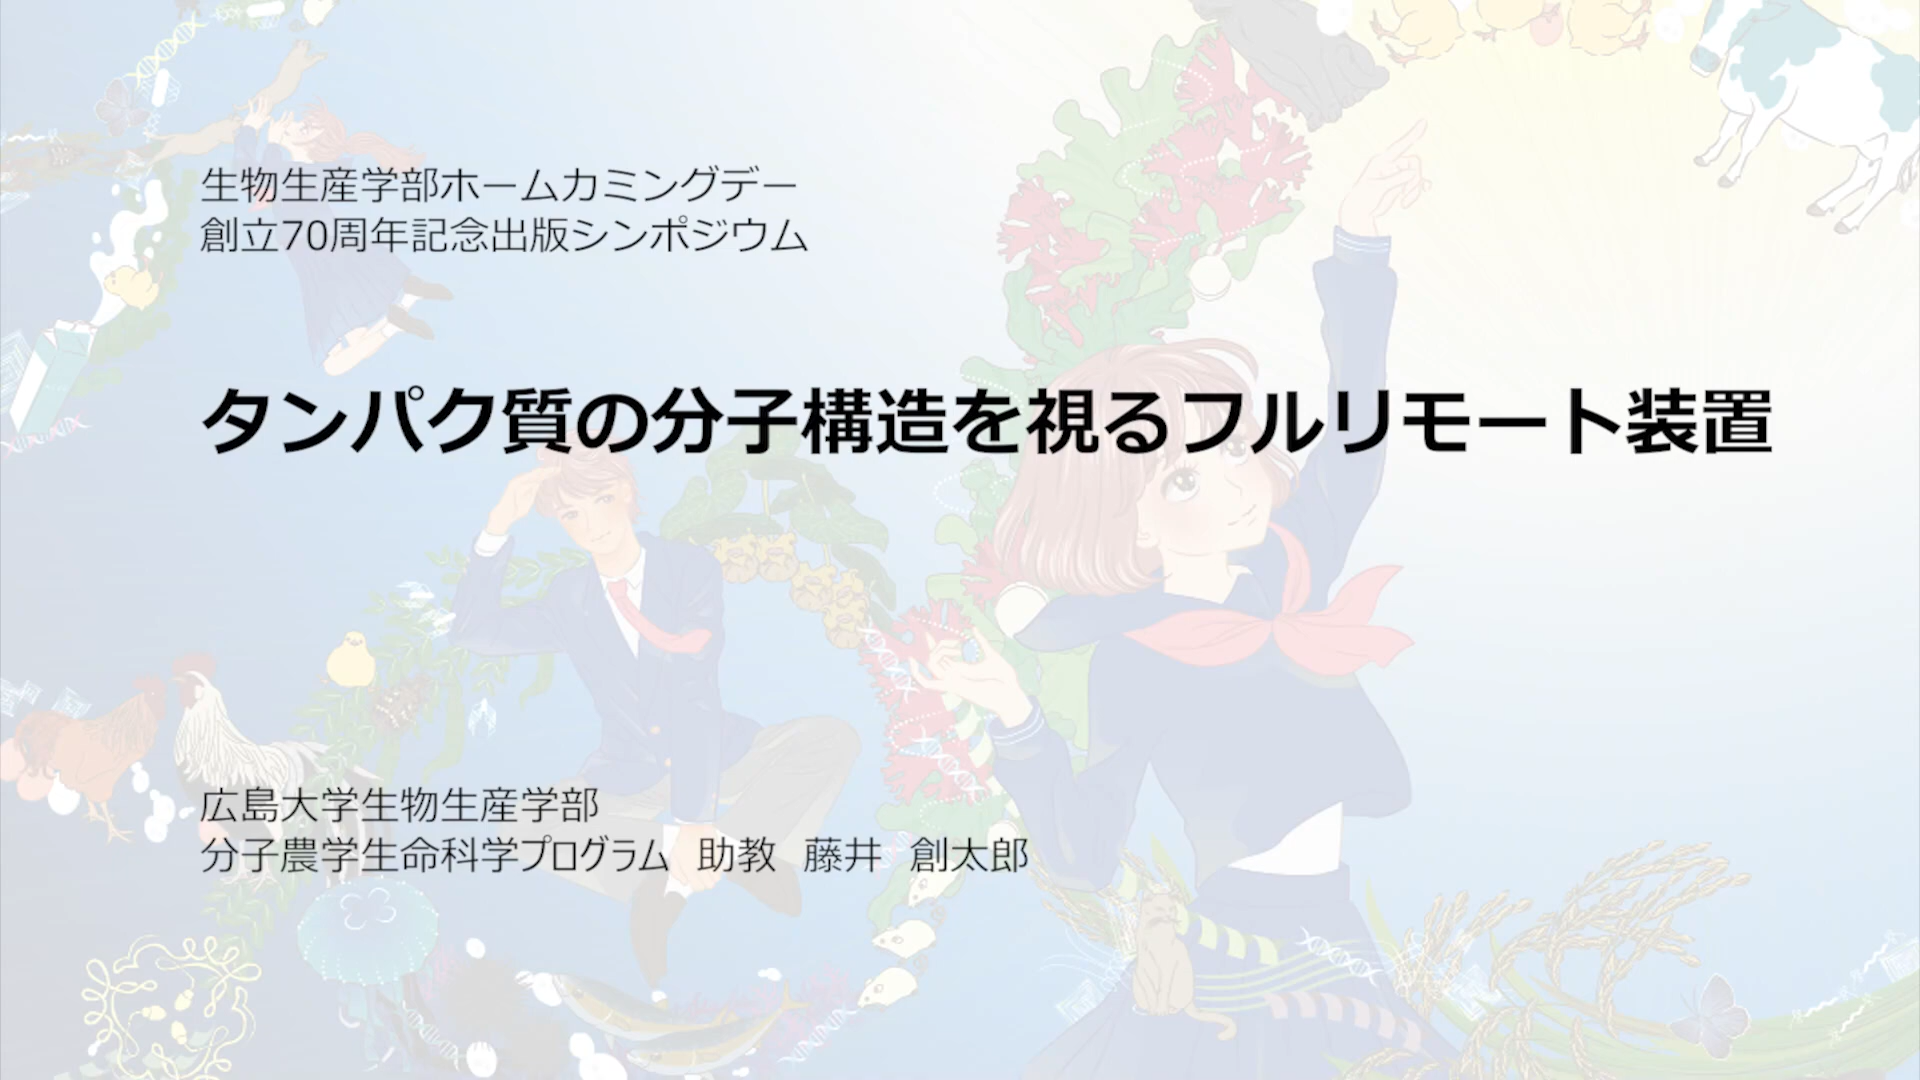 生物生産学部ホームカミングデー
創立70周年記念出版シンポジウム
タンパク質の分子構造を視るフルリモート装置
広島大学生物生産学部
分子農学生命科学プログラム　助教　藤井　創太郎